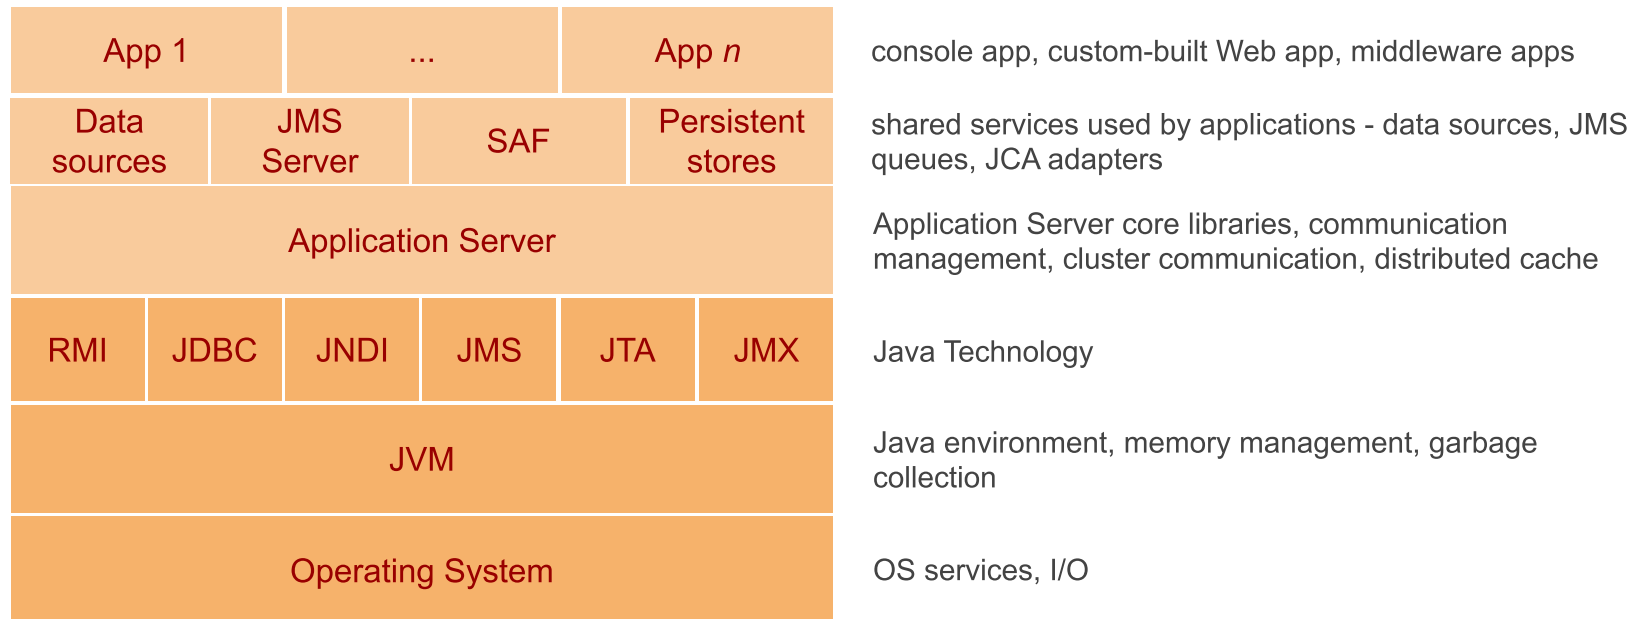 App 1
...
App n
console app, custom-built Web app, middleware apps
Data
sources
JMS
Server
SAF
Persistent
stores
shared services used by applications - data sources, JMS
queues, JCA adapters
Application Server
Application Server core libraries, communication
management, cluster communication, distributed cache
RMI
JDBC
JNDI
JMS
JTA
JMX
Java Technology
JVM
Java environment, memory management, garbage
collection
Operating System
OS services, I/O